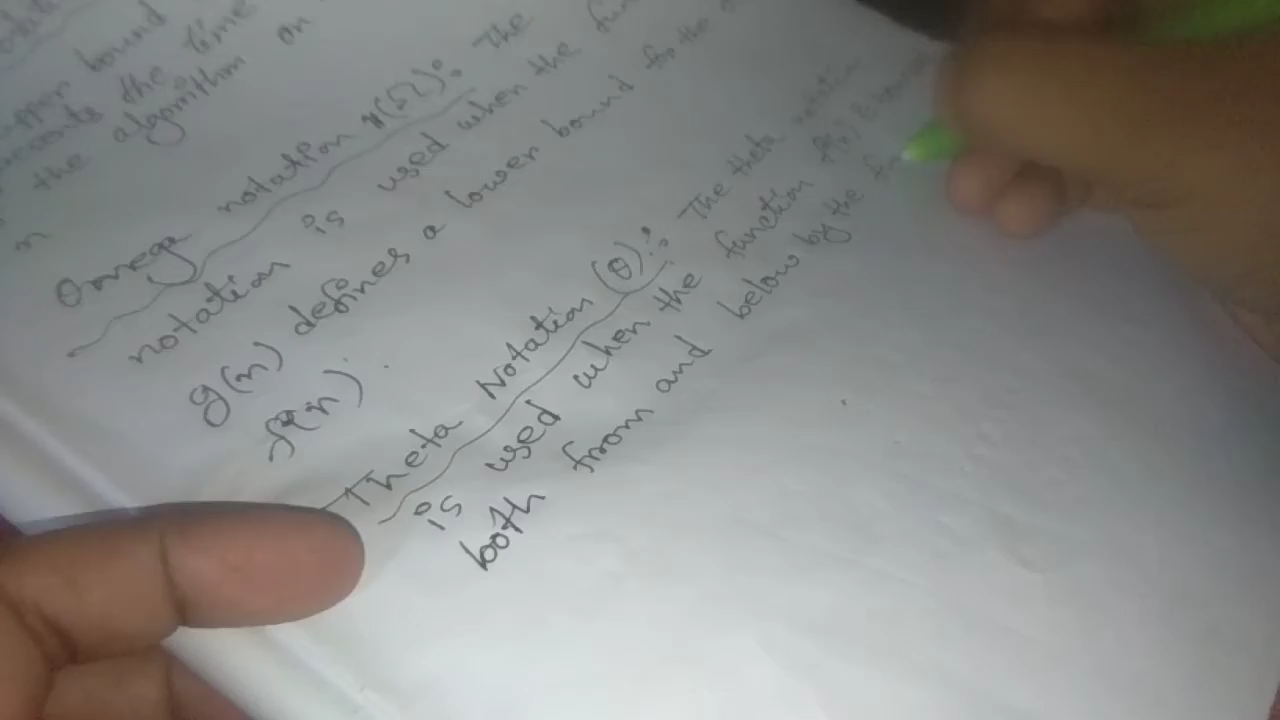 upper bound
the time
the algorithm on
n
Omega notation (Ω): The
notation is used when the
g(n) defines a lower bound for the
f(n).
Theta Notation (θ): The theta notation
is used when the function f(n) is
both from and below by the